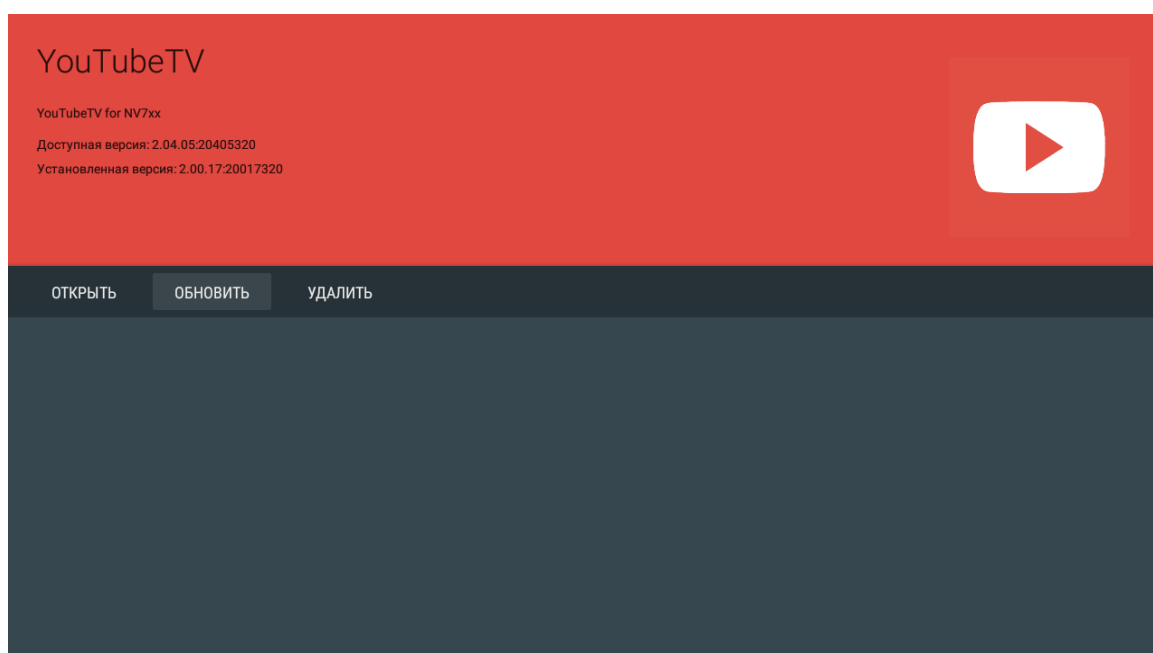 YouTubeTV
YouTubeTV for NV7xx
Доступная версия: 2.04.05:20405320
Установленная версия: 2.00.17:20017320
ОТКРЫТЬ ОБНОВИТЬ УДАЛИТЬ